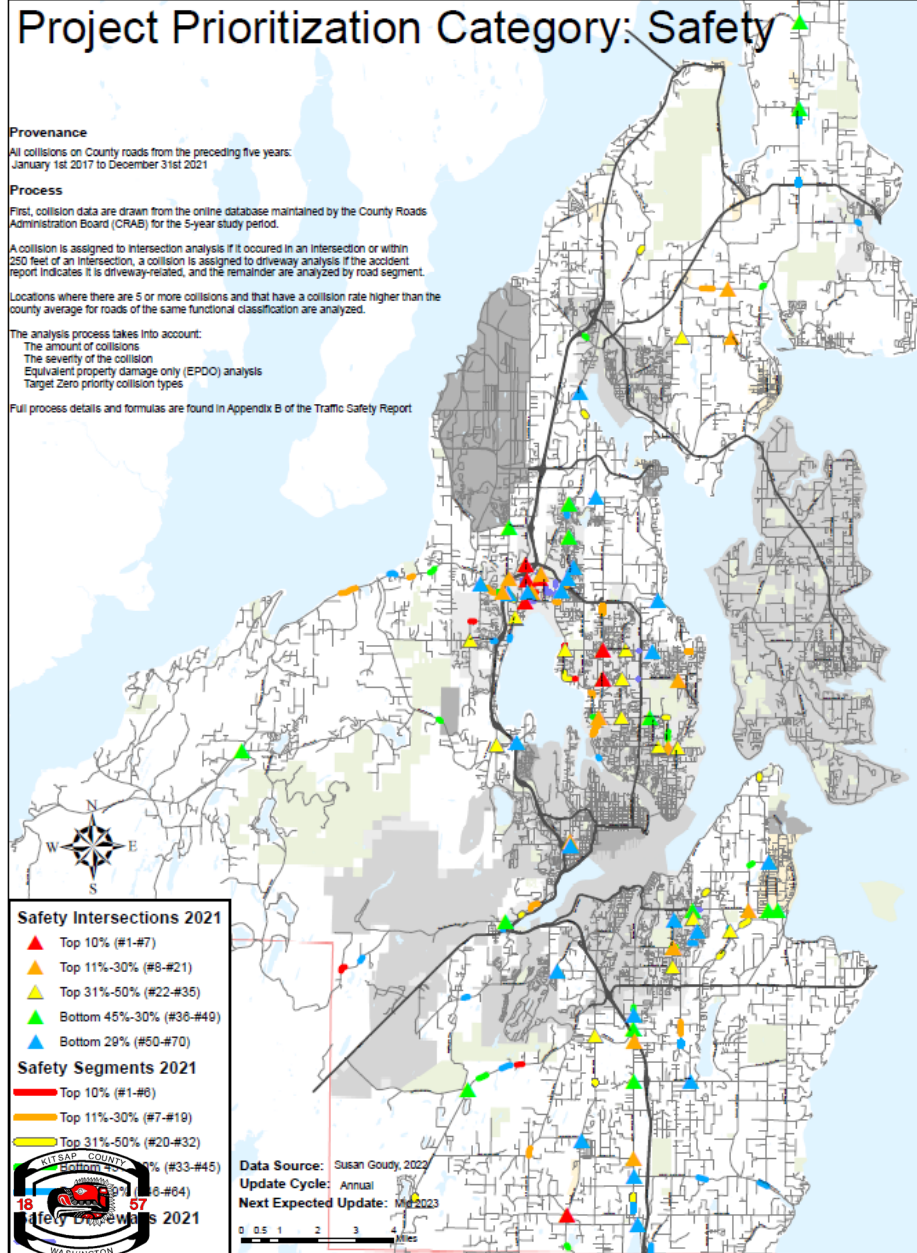 Project Prioritization Category: Safety
Provenance
All collisions on County roads from the preceding five years:
January 1st 2017 to December 31st 2021
Process
First, collision data are drawn from the online database maintained by the County Roads
Administration Board (CRAB) for the 5-year study period.
A collision is assigned to intersection analysis if it occured in an intersection or within
250 feet of an intersection, a collision is assigned to driveway analysis if the accident
report indicates it is driveway-related, and the remainder are analyzed by road segment.
Locations where there are 5 or more collisions and that have a collision rate higher than the
county average for roads of the same functional classification are analyzed.
The analysis process takes into account:
The amount of collisions
The severity of the collision
Equivalent property damage only (EPDO) analysis
Target Zero priority collision types
Full process details and formulas are found in Appendix B of the Traffic Safety Report
N
W E
S
Safety Intersections 2021
Top 10% (#1-#7)
Top 11%-30% (#8-#21)
Top 31%-50% (#22-#35)
Bottom 45%-30% (#36-#49)
Bottom 29% (#50-#70)
Safety Segments 2021
Top 10% (#1-#6)
Top 11%-30% (#7-#19)
Top 31%-50% (#20-#32)
Bottom (#33-#45)
2021
KITSAP COUNTY
18 57
WASHINGTON
Data Source: Susan Goudy, 2022
Update Cycle: Annual
Next Expected Update: Mid 2023
0 0.5 1 2 3 4
Miles